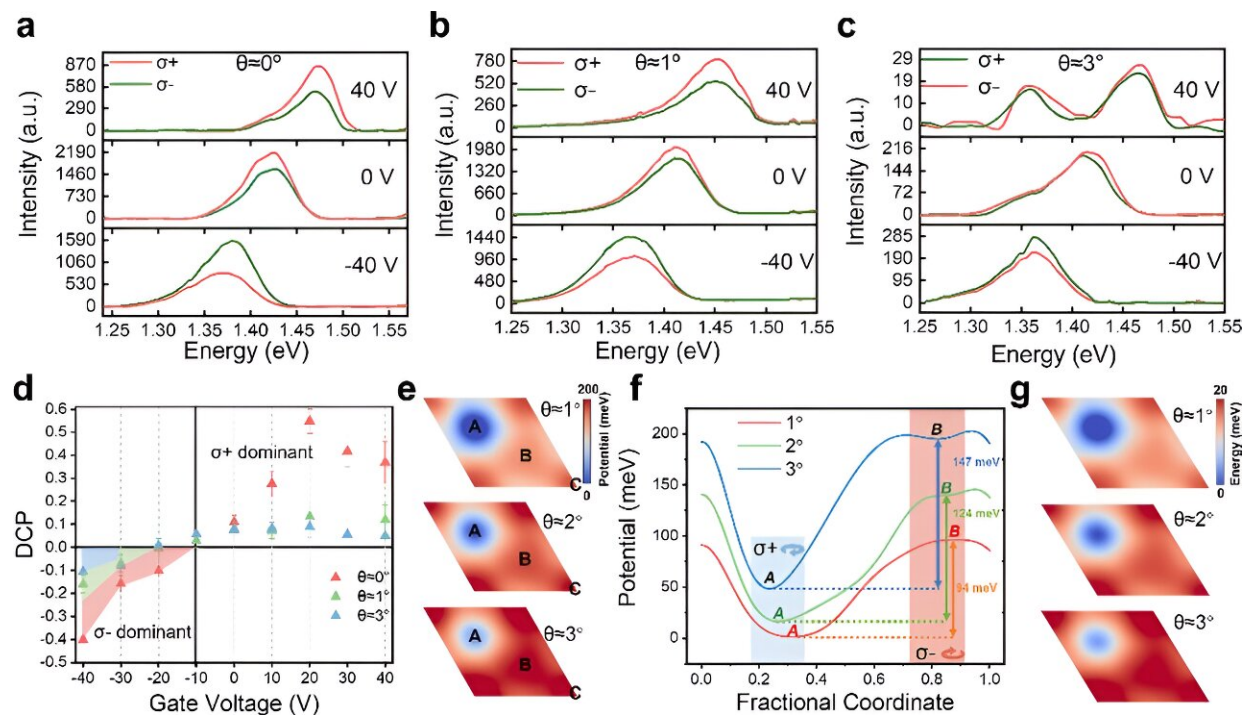 a
σ+
σ-
θ≈0°
40 V
0 V
-40 V
Intensity (a.u.)
870
580
290
0
2190
1460
730
0
1590
1060
530
0
1.25 1.30 1.35 1.40 1.45 1.50
Energy (eV)
b
σ+
σ-
θ≈1°
40 V
0 V
-40 V
Intensity (a.u.)
780
520
260
0
1980
1320
660
0
1440
960
480
0
1.25 1.30 1.35 1.40 1.45 1.50 1.55
Energy (eV)
c
σ+
σ-
θ≈3°
40 V
0 V
-40 V
Intensity (a.u.)
29
19
10
0
216
144
72
0
285
190
95
0
1.25 1.30 1.35 1.40 1.45 1.50 1.55
Energy (eV)
d
DCP
0.6
0.5
0.4
0.3
0.2
0.1
0.0
-0.1
-0.2
-0.3
-0.4
-0.5
σ+ dominant
σ- dominant
θ≈0°
θ≈1°
θ≈3°
-40 -30 -20 -10 0 10 20 30 40
Gate Voltage (V)
e
θ≈1°
A
B
C
200
Potential (meV)
0
θ≈2°
A
B
C
θ≈3°
A
B
C
f
Potential (meV)
200
150
100
50
0
1°
2°
3°
B
147 meV
B
124 meV
B
94 meV
σ+
A
A
A
σ-
0.0 0.2 0.4 0.6 0.8 1.0
Fractional Coordinate
g
θ≈1°
20
Energy (meV)
0
θ≈2°
θ≈3°